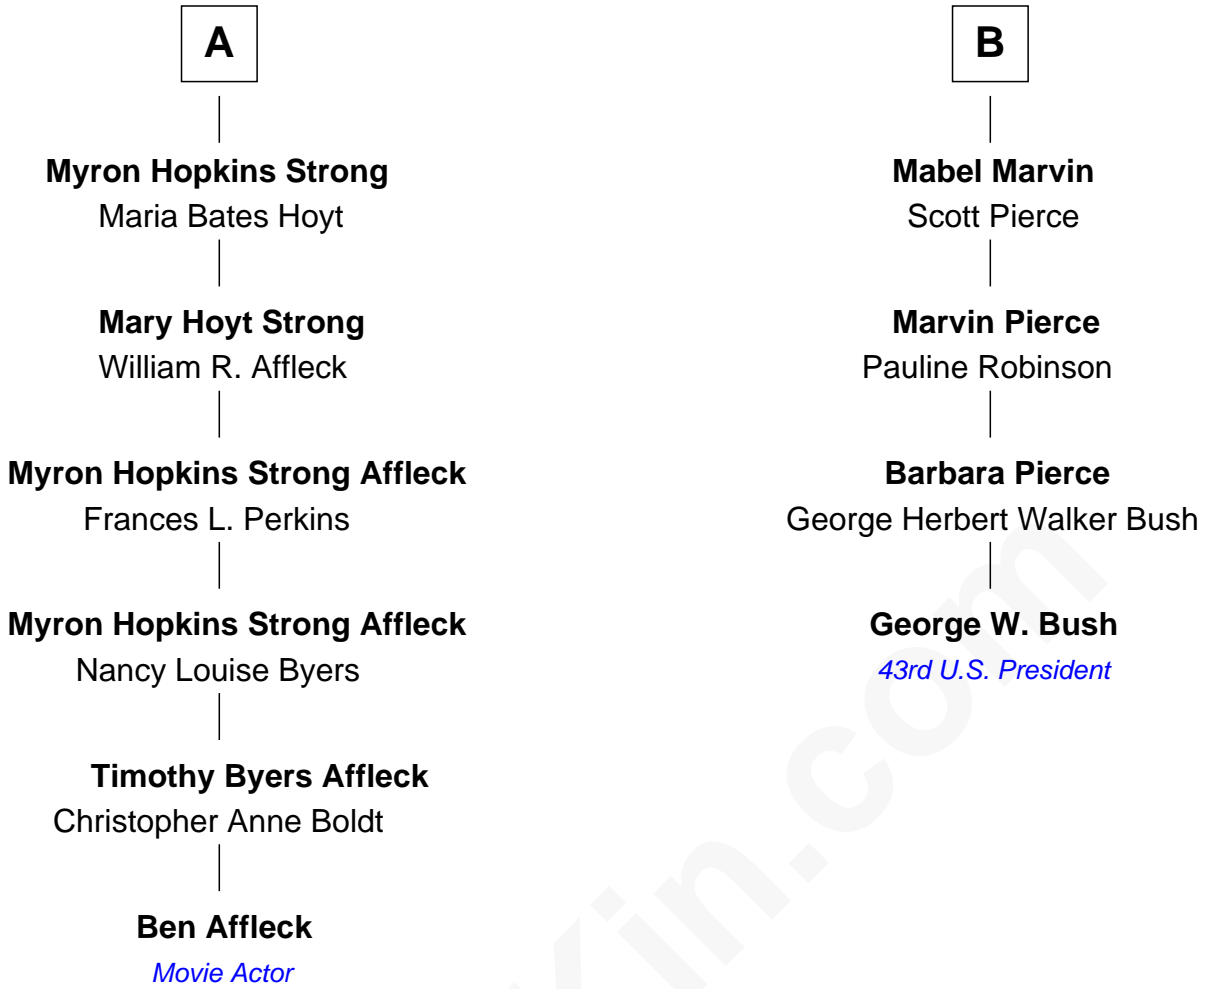 A
Myron Hopkins Strong
Maria Bates Hoyt
Mary Hoyt Strong
William R. Affleck
Myron Hopkins Strong Affleck
Frances L. Perkins
Myron Hopkins Strong Affleck
Nancy Louise Byers
Timothy Byers Affleck
Christopher Anne Boldt
Ben Affleck
Movie Actor
B
Mabel Marvin
Scott Pierce
Marvin Pierce
Pauline Robinson
Barbara Pierce
George Herbert Walker Bush
George W. Bush
43rd U.S. President